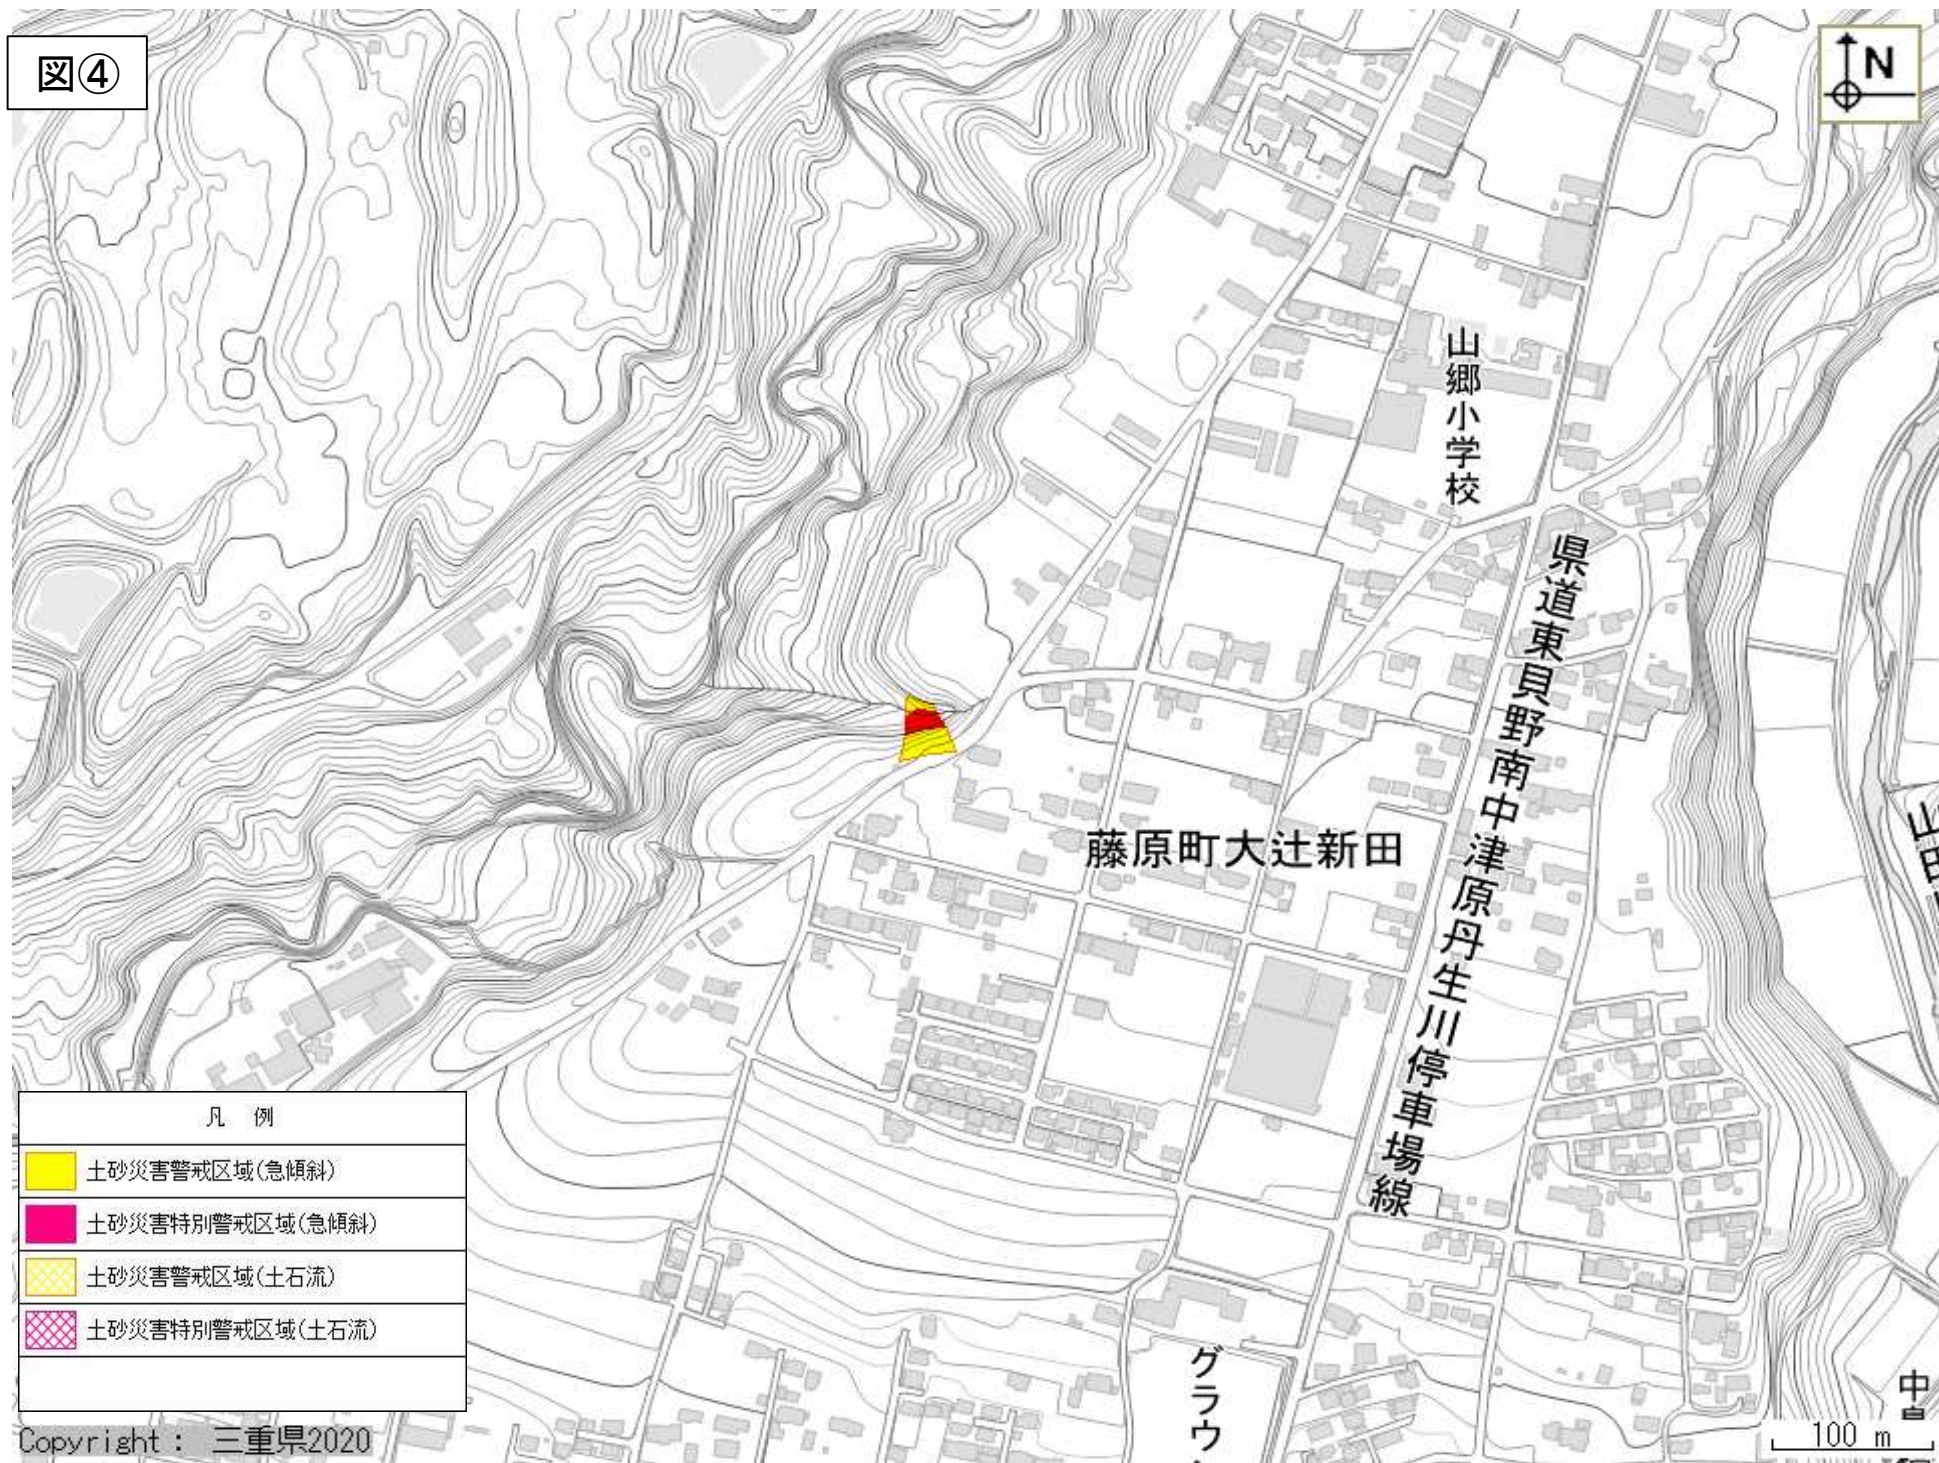 図④
N
山郷小学校
県道東貝野南中津原丹生川停車場線
藤原町大辻新田
凡 例
土砂災害警戒区域(急傾斜)
土砂災害特別警戒区域(急傾斜)
土砂災害警戒区域(土石流)
土砂災害特別警戒区域(土石流)
グラウ
中
100 m
Copyright : 三重県2020